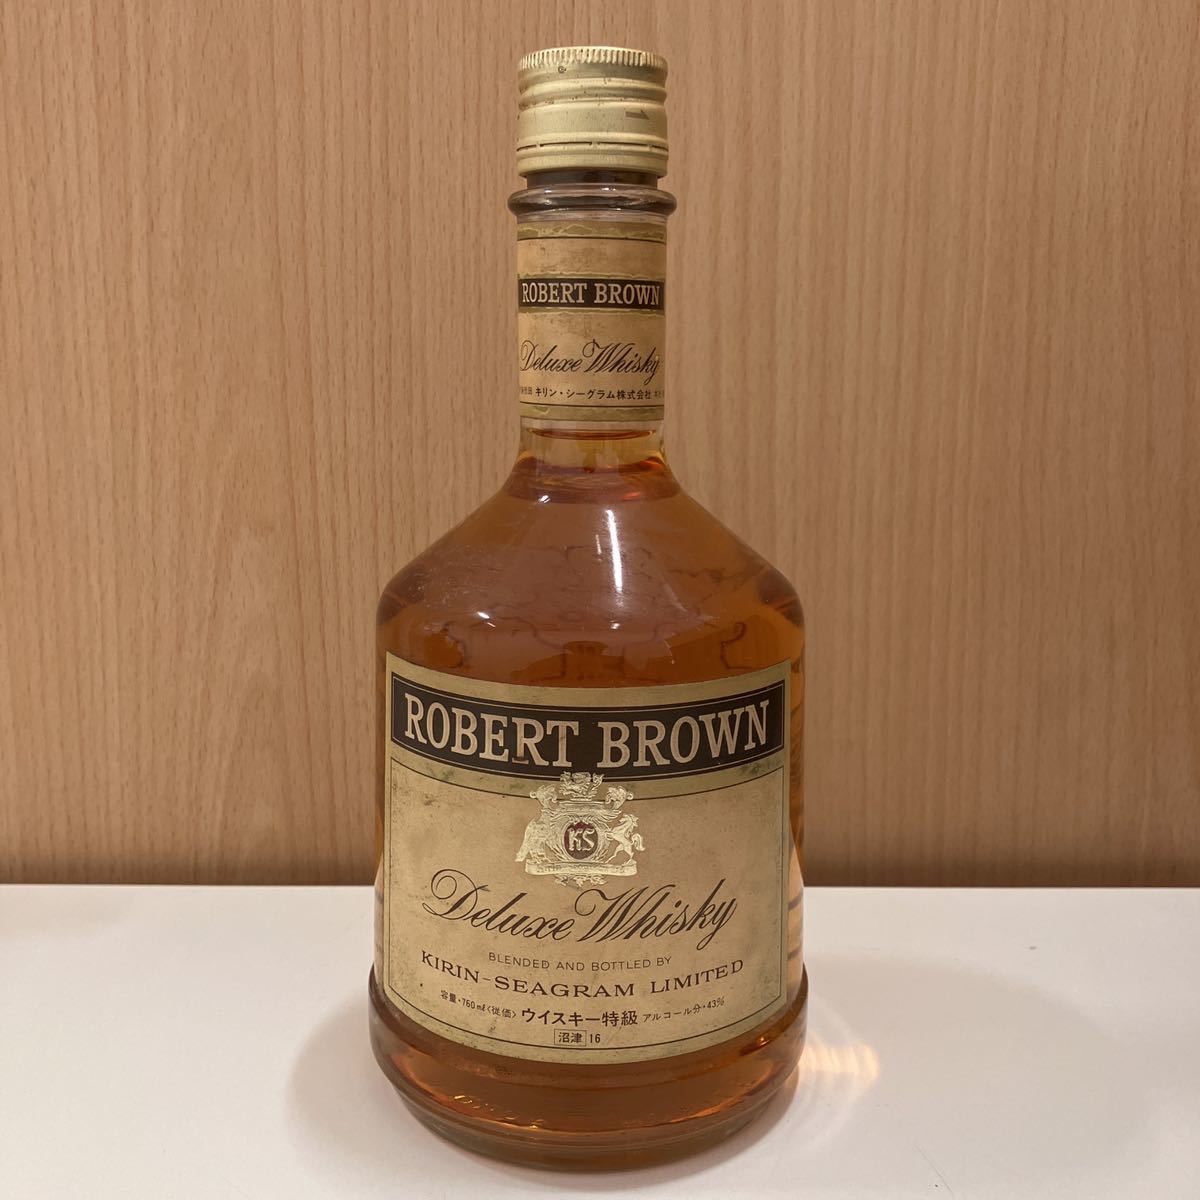 ROBERT BROWN
Deluxe Whisky
キリン・シーグラム株式会社
ROBERT BROWN
KS
Deluxe Whisky
BLENDED AND BOTTLED BY
KIRIN-SEAGRAM LIMITED
容量・760ml<従価> ウイスキー特級 アルコール分・43%
沼津 16